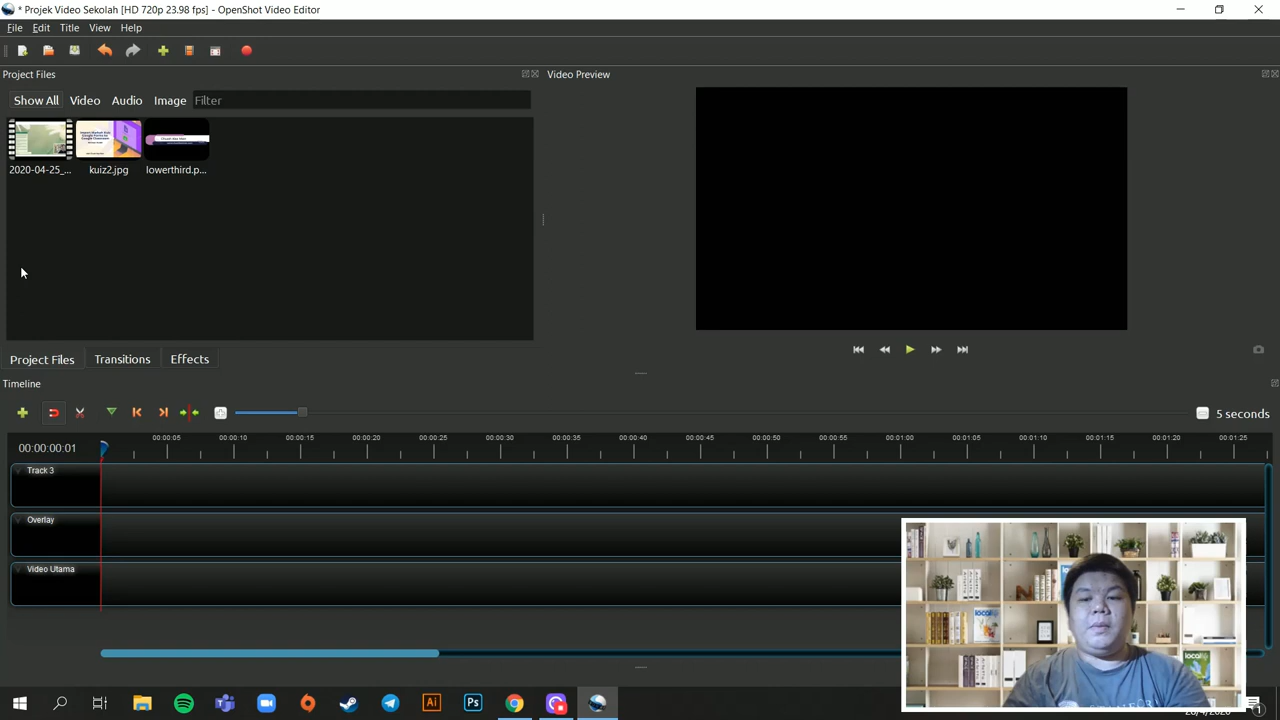 * Projek Video Sekolah [HD 720p 23.98 fps] - OpenShot Video Editor
File Edit Title View Help
Project Files
Video Preview
Show All Video Audio Image Filter
2020-04-25_... kuiz2.jpg lowerthird.p...
Project Files Transitions Effects
Timeline
5 seconds
00:00:00:01
00:00:05 00:00:10 00:00:15 00:00:20 00:00:25 00:00:30 00:00:35 00:00:40 00:00:45 00:00:50 00:00:55 00:01:00 00:01:05 00:01:10 00:01:15 00:01:20 00:01:25
Track 3
Overlay
Video Utama
Ai Ps